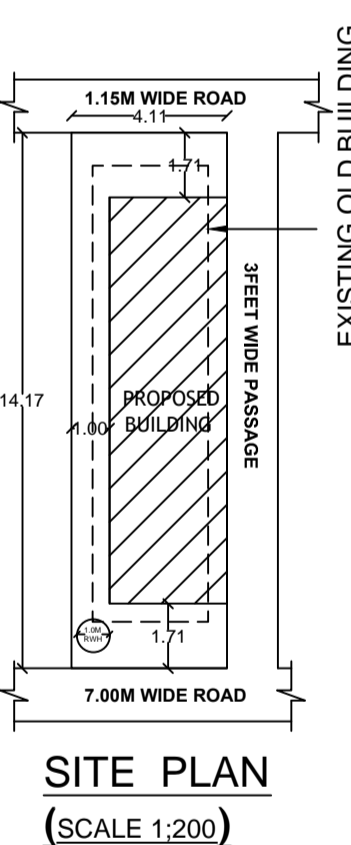 1.15M WIDE ROAD
4.11
1.71
EXISTING OLD BUILDING
3FEET WIDE PASSAGE
14.17
PROPOSED
BUILDING
1.00
1.0M
RWH
1.71
7.00M WIDE ROAD
SITE PLAN
(SCALE 1;200)